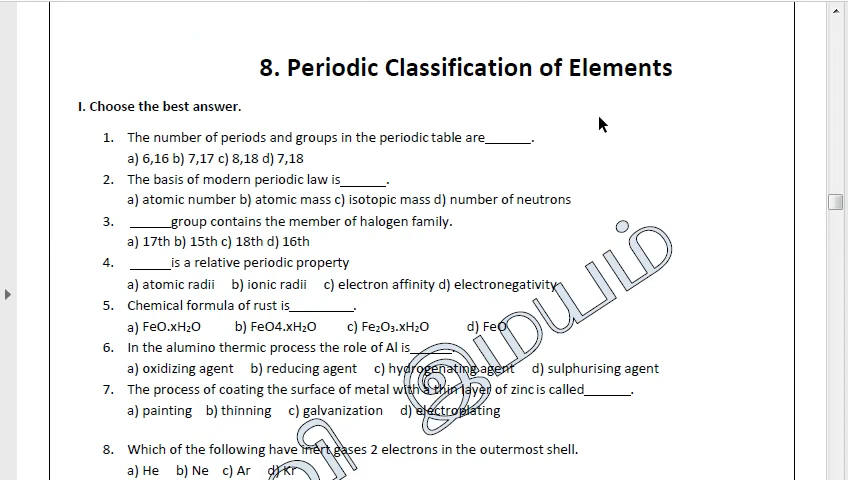 8. Periodic Classification of Elements
I. Choose the best answer.
1. The number of periods and groups in the periodic table are______.
a) 6,16 b) 7,17 c) 8,18 d) 7,18
2. The basis of modern periodic law is______.
a) atomic number b) atomic mass c) isotopic mass d) number of neutrons
3. ______group contains the member of halogen family.
a) 17th b) 15th c) 18th d) 16th
4. ______is a relative periodic property
a) atomic radii b) ionic radii c) electron affinity d) electronegativity
5. Chemical formula of rust is_________.
a) FeO.xH₂O b) FeO4.xH₂O c) Fe₂O₃.xH₂O d) FeO
6. In the alumino thermic process the role of Al is______
a) oxidizing agent b) reducing agent c) hydrogenating agent d) sulphurising agent
7. The process of coating the surface of metal with a thin layer of zinc is called_______.
a) painting b) thinning c) galvanization d) electroplating
8. Which of the following have inert gases 2 electrons in the outermost shell.
a) He b) Ne c) Ar d) Kr